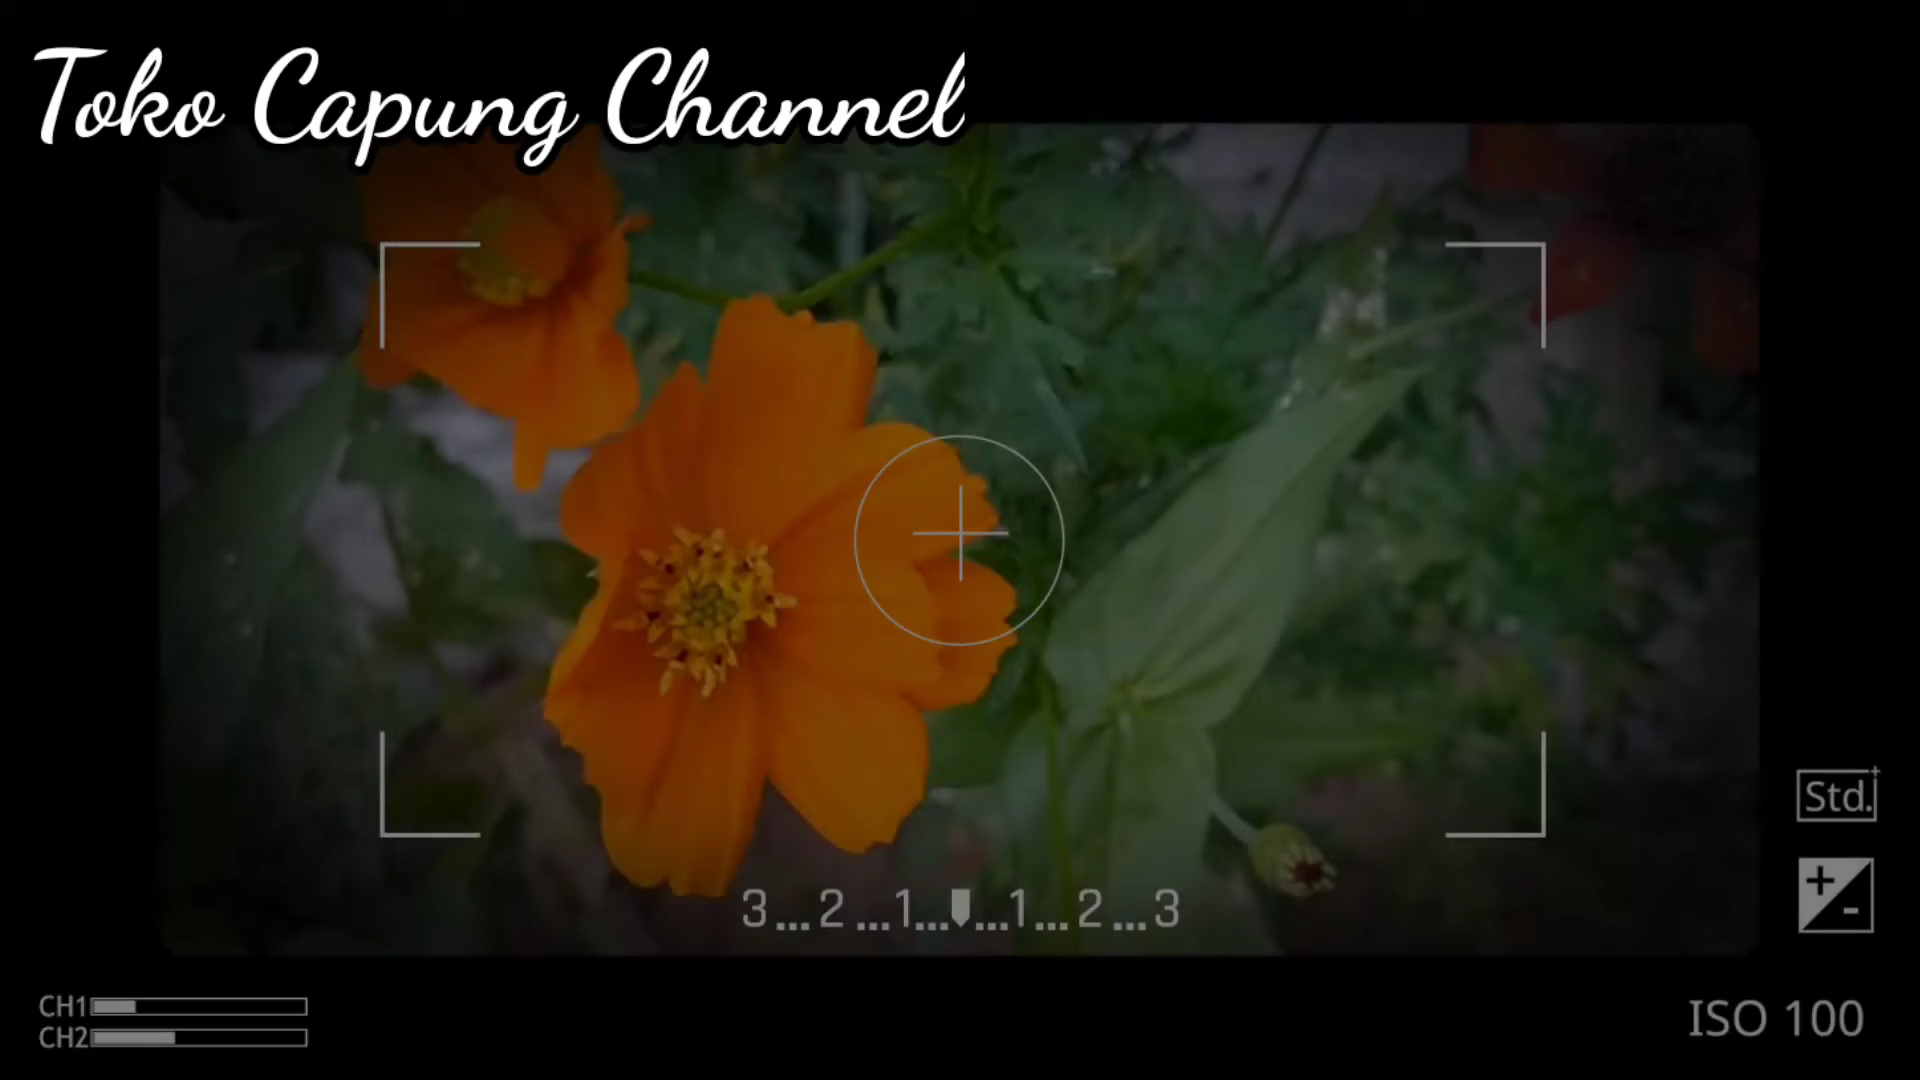 Toko Capung Channel
Std.+
+ -
3...2...1...1...2...3
CH1
CH2
ISO 100